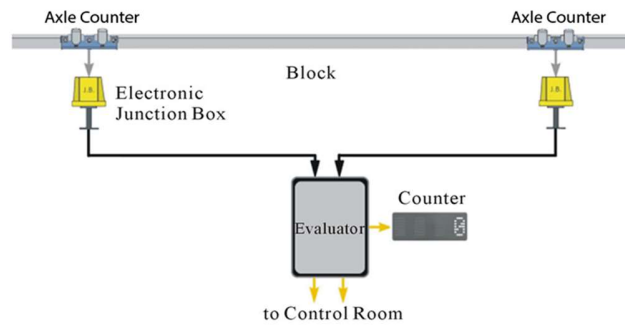 Axle Counter
Axle Counter
Block
J.B.
J.B.
Electronic
Junction Box
Counter
Evaluator
to Control Room